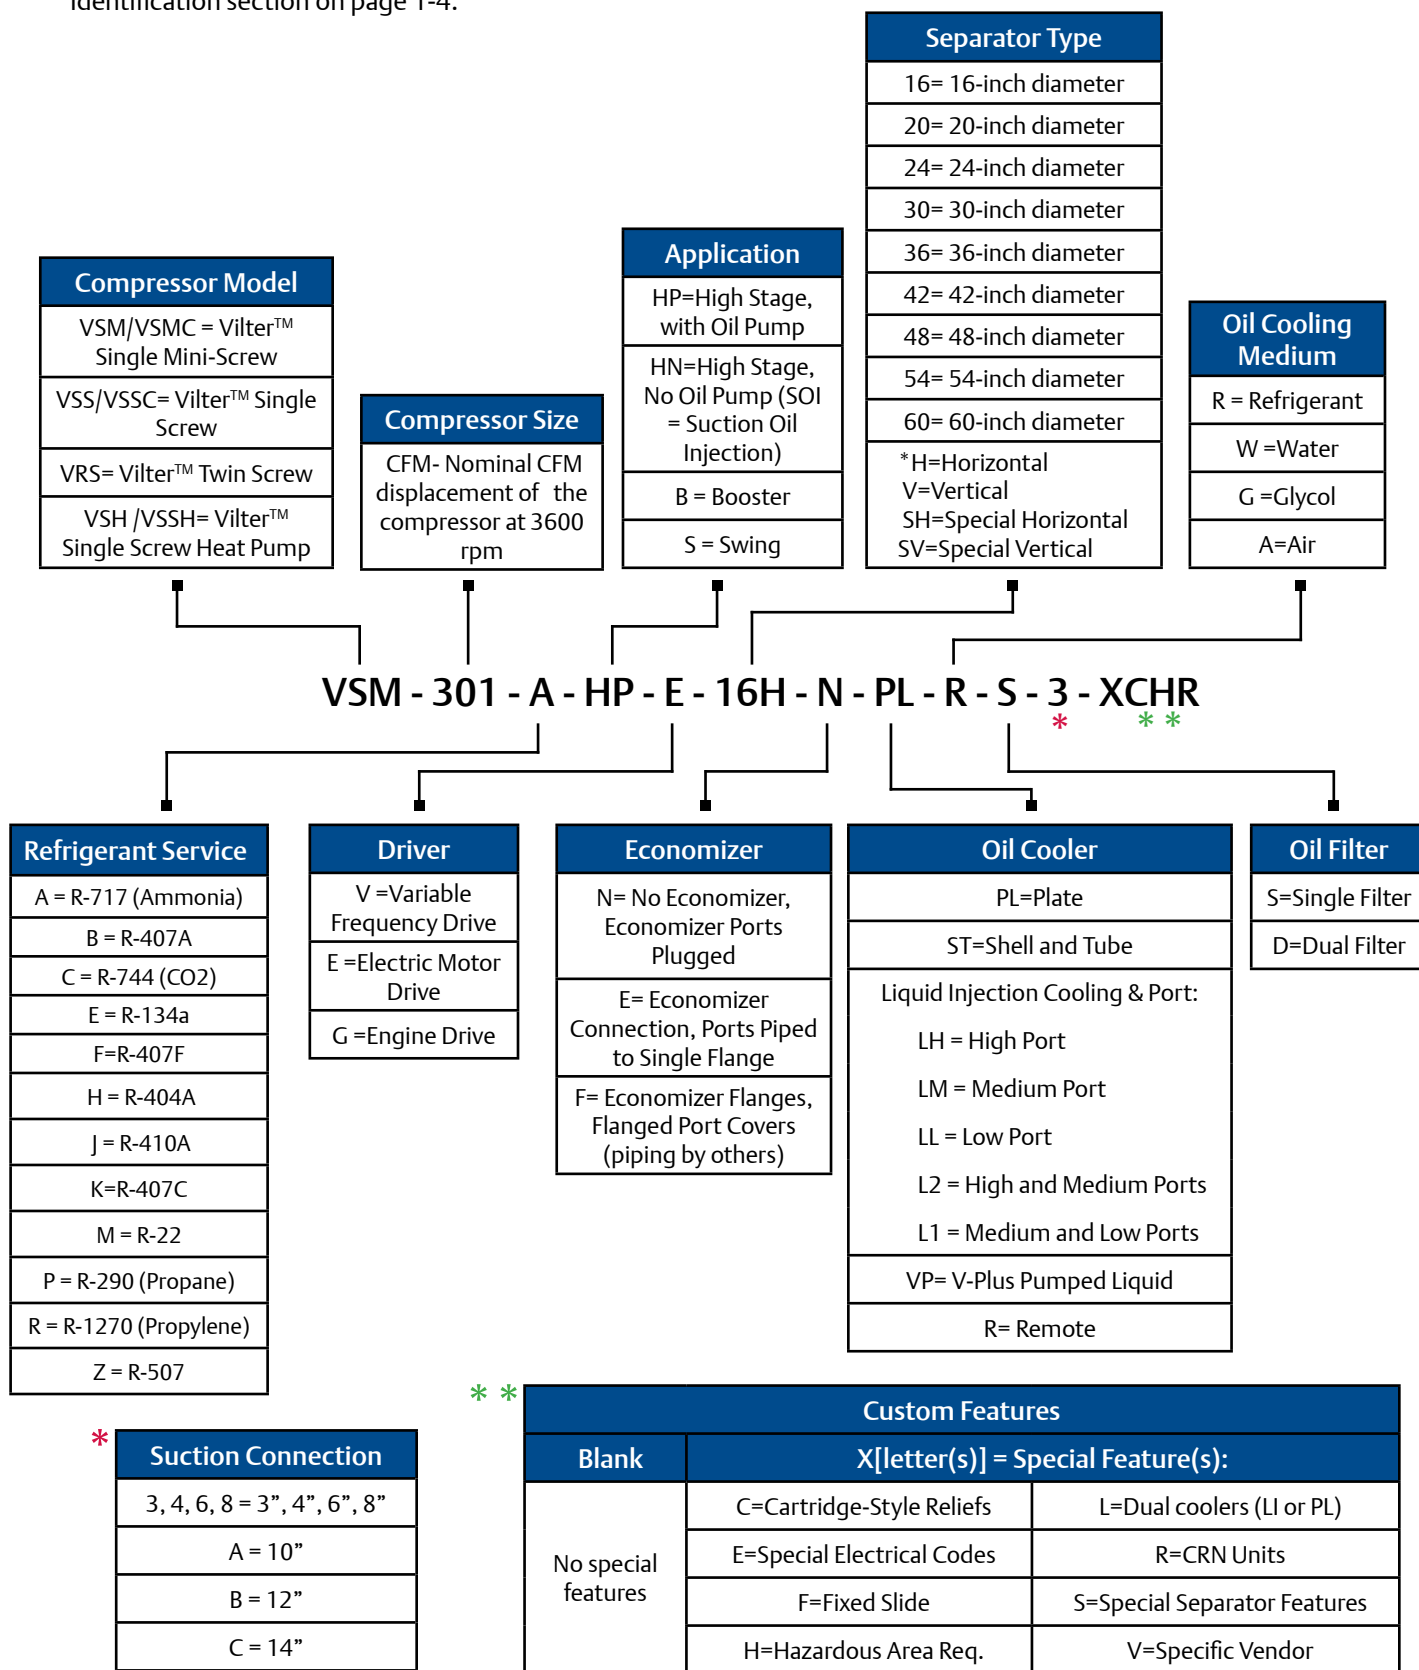 Identification section on page 1-4.
Separator Type
16= 16-inch diameter
20= 20-inch diameter
24= 24-inch diameter
30= 30-inch diameter
36= 36-inch diameter
42= 42-inch diameter
48= 48-inch diameter
54= 54-inch diameter
60= 60-inch diameter
*H=Horizontal
V=Vertical
SH=Special Horizontal
SV=Special Vertical
Application
HP=High Stage,
with Oil Pump
HN=High Stage,
No Oil Pump (SOI
= Suction Oil
Injection)
B = Booster
S = Swing
Compressor Model
VSM/VSMC = Vilter™
Single Mini-Screw
VSS/VSSC= Vilter™ Single
Screw
VRS= Vilter™ Twin Screw
VSH /VSSH= Vilter™
Single Screw Heat Pump
Compressor Size
CFM- Nominal CFM
displacement of the
compressor at 3600
rpm
Oil Cooling
Medium
R = Refrigerant
W =Water
G =Glycol
A=Air
VSM - 301 - A - HP - E - 16H - N - PL - R - S - 3 - XCHR
* * *
Refrigerant Service
A = R-717 (Ammonia)
B = R-407A
C = R-744 (CO2)
E = R-134a
F=R-407F
H = R-404A
J = R-410A
K=R-407C
M = R-22
P = R-290 (Propane)
R = R-1270 (Propylene)
Z = R-507
Driver
V =Variable
Frequency Drive
E =Electric Motor
Drive
G =Engine Drive
Economizer
N= No Economizer,
Economizer Ports
Plugged
E= Economizer
Connection, Ports Piped
to Single Flange
F= Economizer Flanges,
Flanged Port Covers
(piping by others)
Oil Cooler
PL=Plate
ST=Shell and Tube
Liquid Injection Cooling & Port:
LH = High Port
LM = Medium Port
LL = Low Port
L2 = High and Medium Ports
L1 = Medium and Low Ports
VP= V-Plus Pumped Liquid
R= Remote
Oil Filter
S=Single Filter
D=Dual Filter
*
Suction Connection
3, 4, 6, 8 = 3”, 4”, 6”, 8”
A = 10”
B = 12”
C = 14”
* *
Custom Features
Blank
X[letter(s)] = Special Feature(s):
No special
features
C=Cartridge-Style Reliefs
L=Dual coolers (LI or PL)
E=Special Electrical Codes
R=CRN Units
F=Fixed Slide
S=Special Separator Features
H=Hazardous Area Req.
V=Specific Vendor